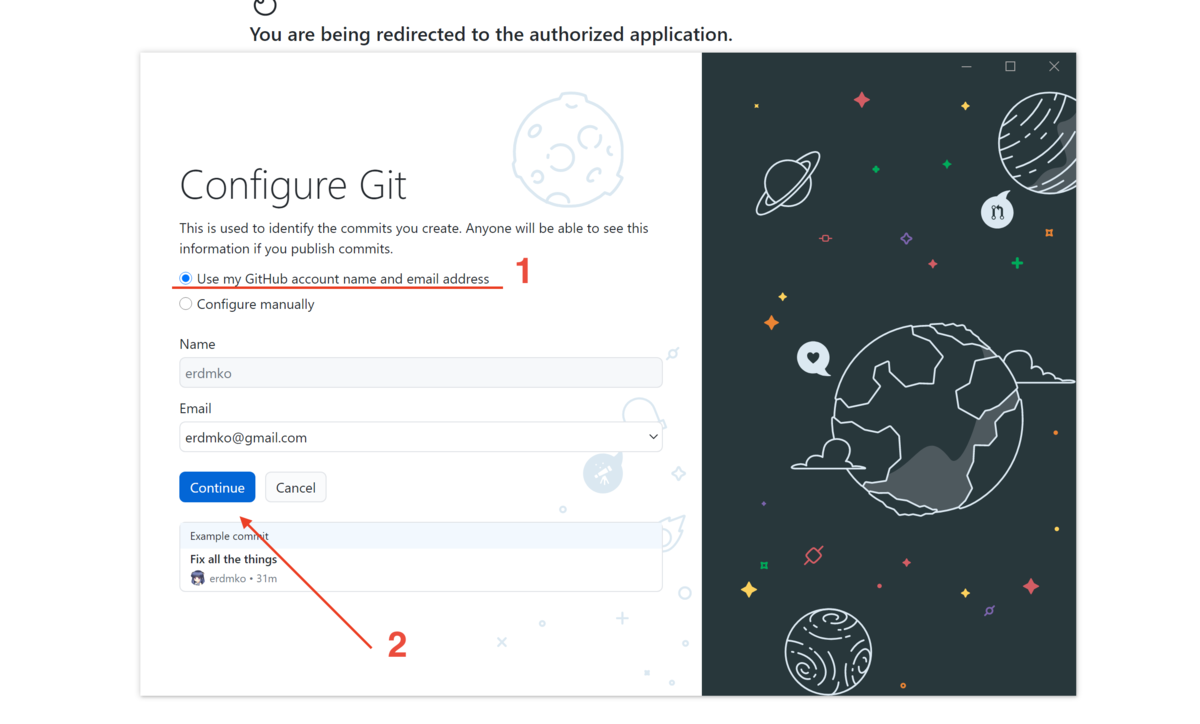 You are being redirected to the authorized application.
Configure Git
This is used to identify the commits you create. Anyone will be able to see this
information if you publish commits.
Use my GitHub account name and email address
1
Configure manually
Name
erdmko
Email
erdmko@gmail.com
Continue
Cancel
Example commit
Fix all the things
erdmko • 31m
2